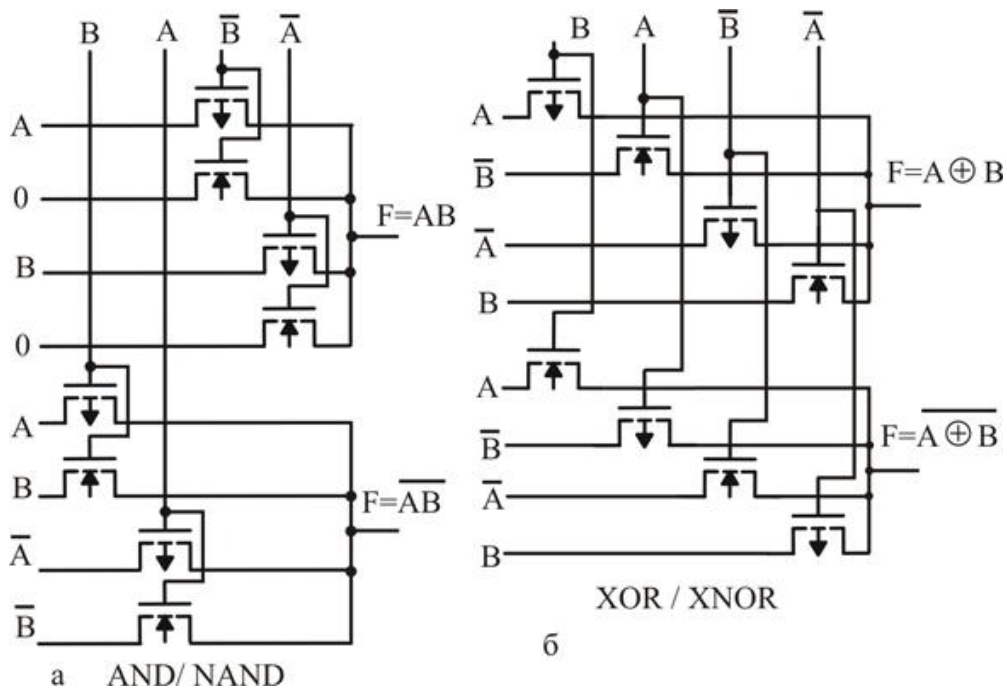 B A B̅ A̅
A
0
F=AB
B
0
A
B
F=A̅B̅
A̅
B̅
а AND/ NAND
B A B̅ A̅
A
B̅
F=A ⊕ B
A̅
B
A
B̅
F=A̅ ̅⊕̅ ̅B̅
A̅
B
XOR / XNOR
б